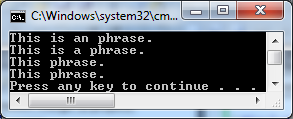 C:\Windows\system32\cm...
This is an phrase.
This is a phrase.
This phrase.
This phrase.
Press any key to continue . . .